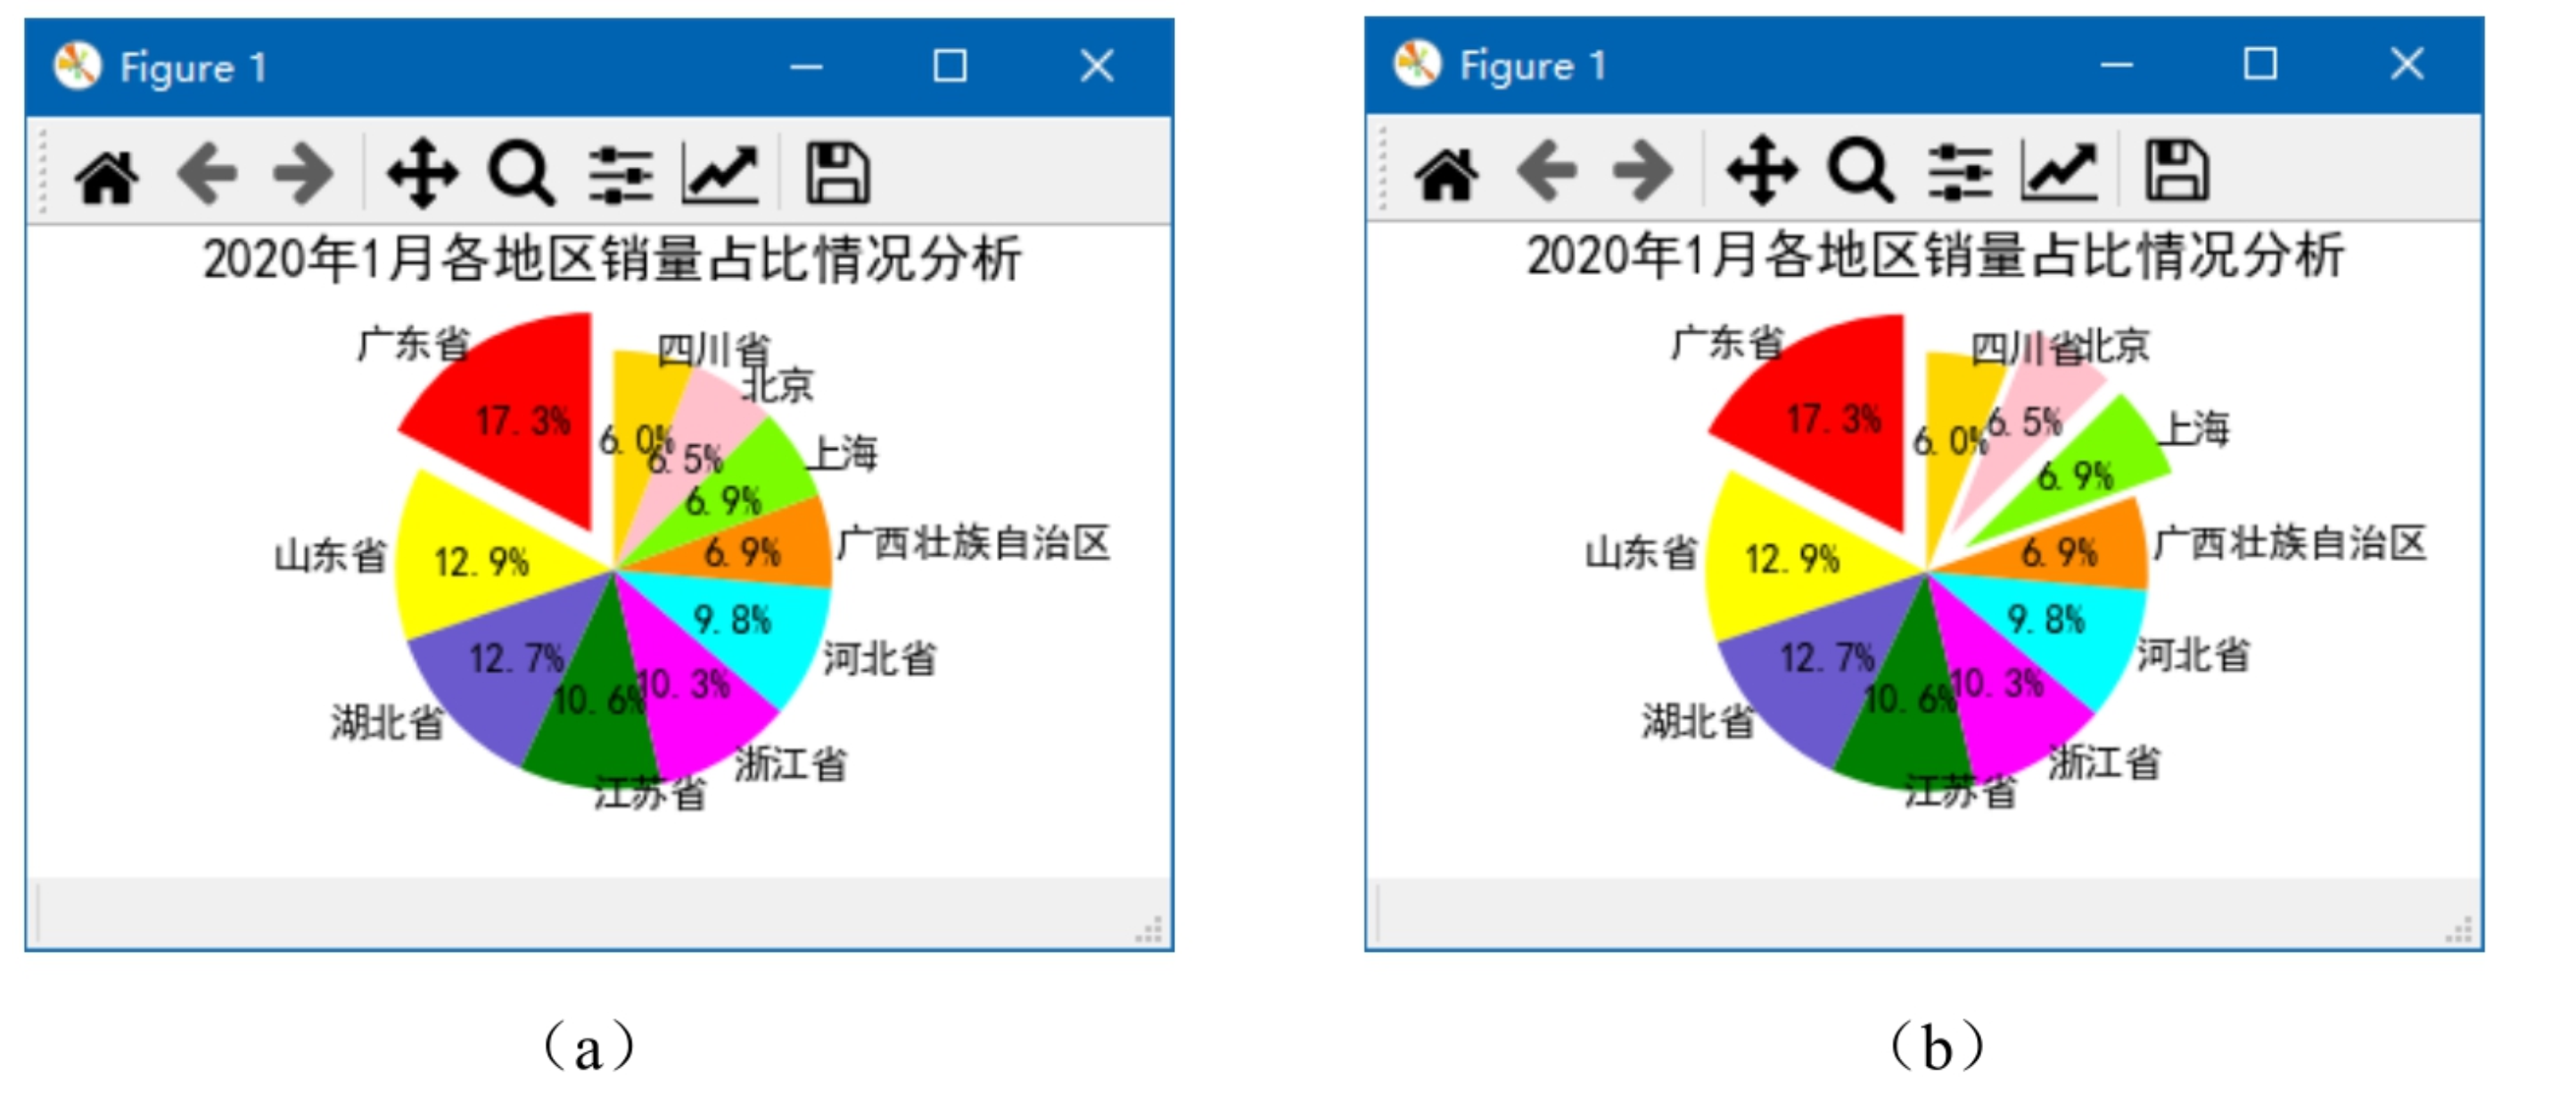 Figure 1
2020年1月各地区销量占比情况分析
广东省
四川省
北京
17.3%
6.0%
6.5%
上海
6.9%
山东省
12.9%
6.9%
广西壮族自治区
9.8%
12.7%
10.6%
10.3%
河北省
湖北省
浙江省
江苏省
(a)
Figure 1
2020年1月各地区销量占比情况分析
广东省
四川省
北京
17.3%
6.0%
6.5%
上海
6.9%
山东省
12.9%
6.9%
广西壮族自治区
9.8%
12.7%
10.6%
10.3%
河北省
湖北省
浙江省
江苏省
(b)